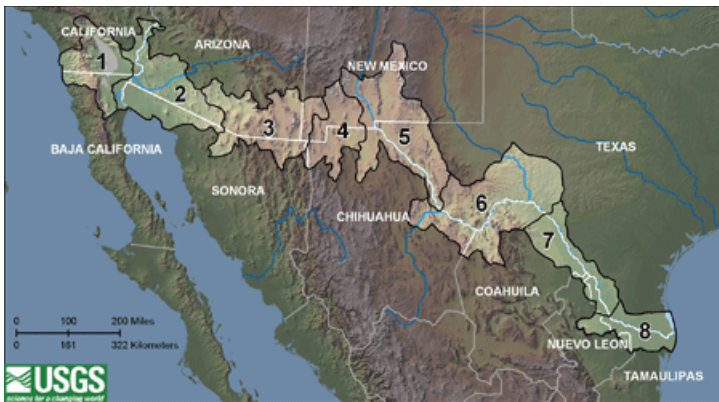 CALIFORNIA
ARIZONA
NEW MEXICO
1
2
3
4
5
TEXAS
BAJA CALIFORNIA
SONORA
CHIHUAHUA
6
7
COAHUILA
8
NUEVO LEON
TAMAULIPAS
0 100 200 Miles
0 161 322 Kilometers
USGS
science for a changing world